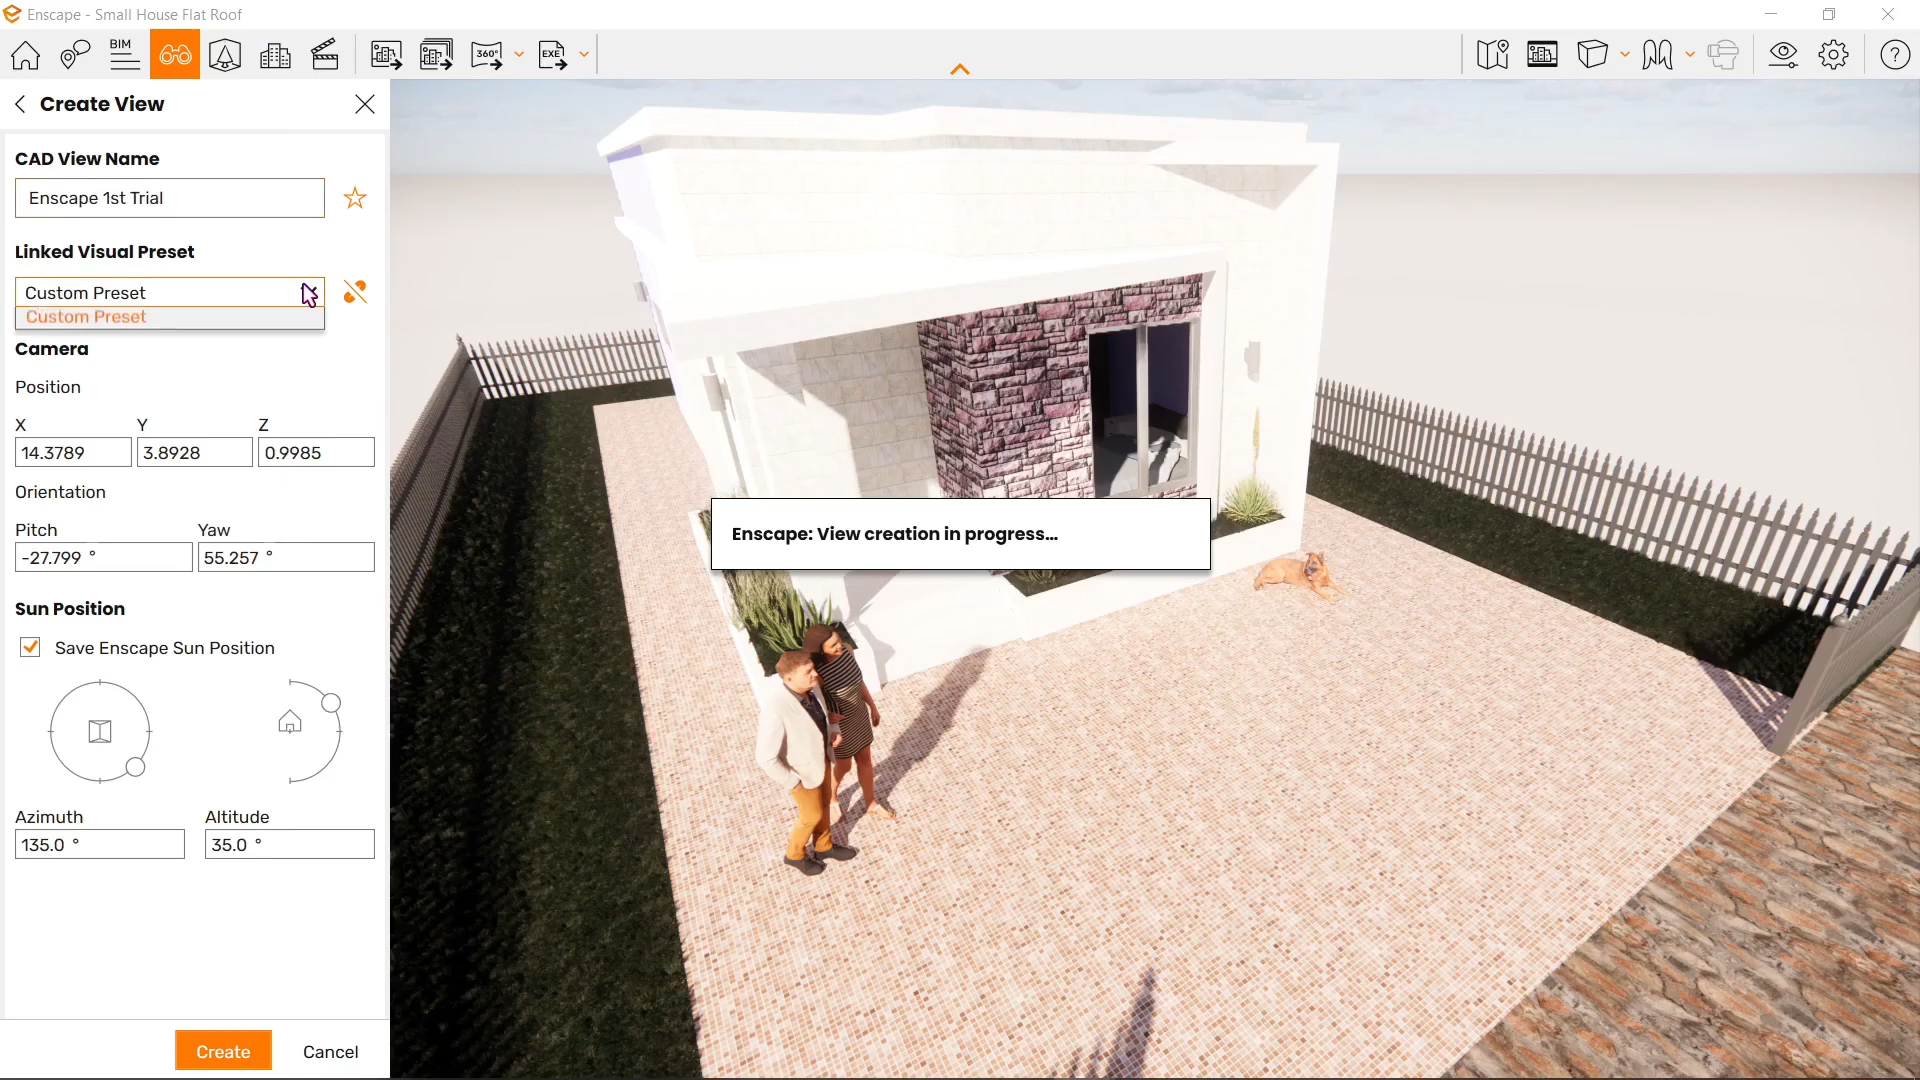 Enscape - Small House Flat Roof
BIM
360°
EXE
?
Create View
CAD View Name
Enscape 1st Trial
Linked Visual Preset
Custom Preset
Custom Preset
Camera
Position
X Y Z
14.3789 3.8928 0.9985
Orientation
Pitch Yaw
-27.799 ° 55.257 °
Sun Position
Save Enscape Sun Position
Azimuth Altitude
135.0 ° 35.0 °
Create Cancel
Enscape: View creation in progress...